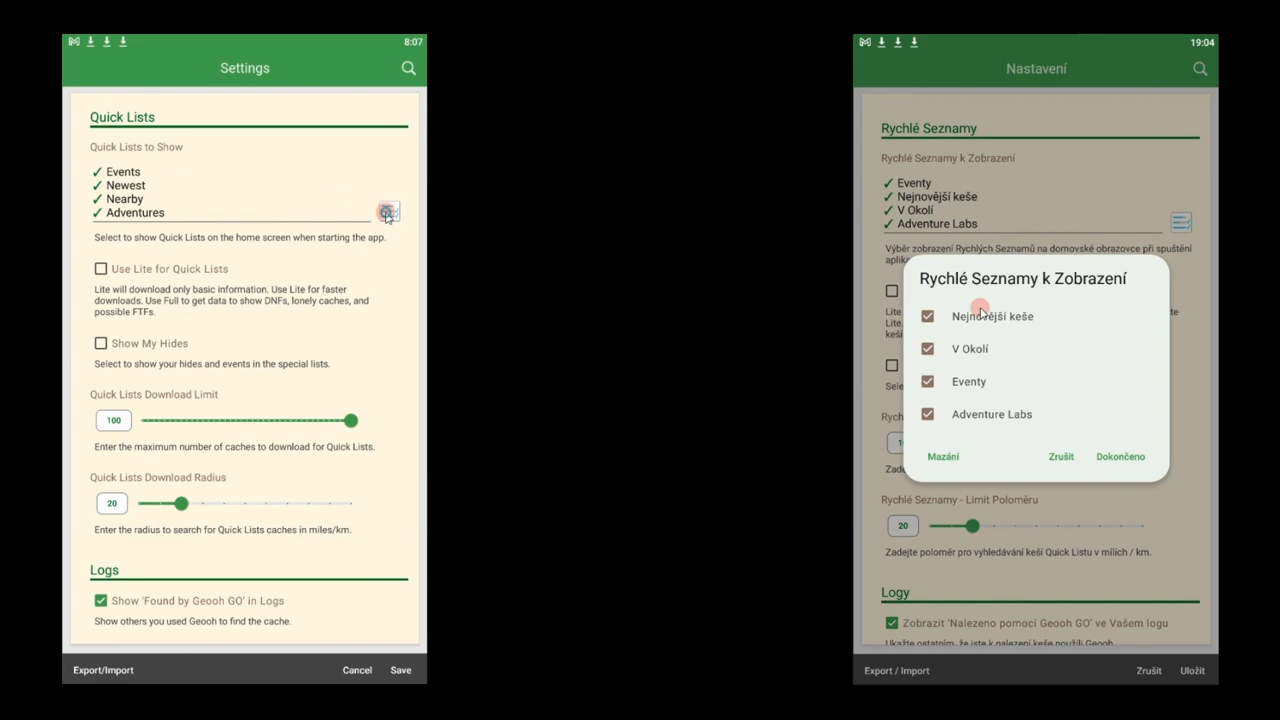 8:07
Settings
Quick Lists
Quick Lists to Show
✓ Events
✓ Newest
✓ Nearby
✓ Adventures
Select to show Quick Lists on the home screen when starting the app.
Use Lite for Quick Lists
Lite will download only basic information. Use Lite for faster
downloads. Use Full to get data to show DNFs, lonely caches, and
possible FTFs.
Show My Hides
Select to show your hides and events in the special lists.
Quick Lists Download Limit
100
Enter the maximum number of caches to download for Quick Lists.
Quick Lists Download Radius
20
Enter the radius to search for Quick Lists caches in miles/km.
Logs
Show 'Found by Geooh GO' in Logs
Show others you used Geooh to find the cache.
Export/Import
Cancel
Save
19:04
Nastavení
Rychlé Seznamy
Rychlé Seznamy k Zobrazení
✓ Eventy
✓ Nejnovější keše
✓ V Okolí
✓ Adventure Labs
Výběr zobrazení Rychlých Seznamů na domovské obrazovce při spuštění
Rychlé Seznamy k Zobrazení
Nejnovější keše
V Okolí
Eventy
Adventure Labs
Mazání
Zrušit
Dokončeno
Rychlé Seznamy - Limit Poloměru
20
Zadejte poloměr pro vyhledávání keší Quick Listu v mílích / km.
Logy
Zobrazit 'Nalezeno pomocí Geooh GO' ve Vašem logu
Ukažte ostatním, že jste k nalezení keše použili Geooh.
Export / Import
Zrušit
Uložit